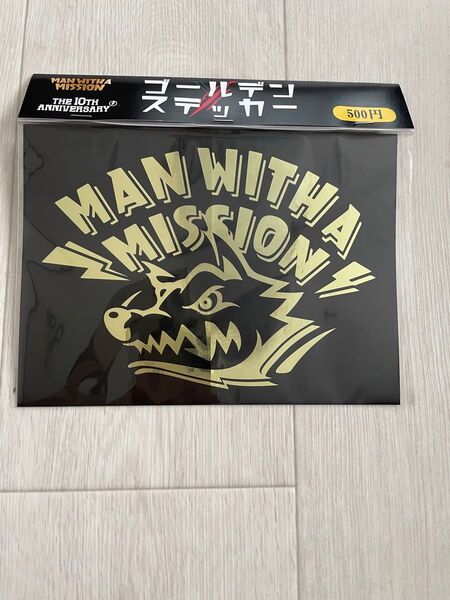 MAN WITH A
MISSION
THE 10TH
ANNIVERSARY
ゴールデン
ステッカー
500円
MAN WITH A
MISSION